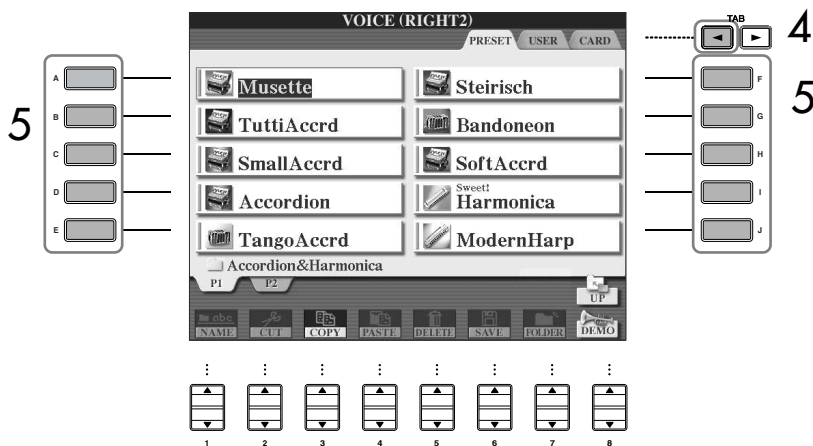 VOICE (RIGHT2)
PRESET USER CARD
TAB
4
5
5
A
B
C
D
E
F
G
H
I
J
Musette
Steirisch
TuttiAccrd
Bandoneon
SmallAccrd
SoftAccrd
Accordion
Sweet!
Harmonica
TangoAccrd
ModernHarp
Accordion&Harmonica
P1 P2
UP
abc
NAME CUT COPY PASTE DELETE SAVE FOLDER DEMO
1 2 3 4 5 6 7 8